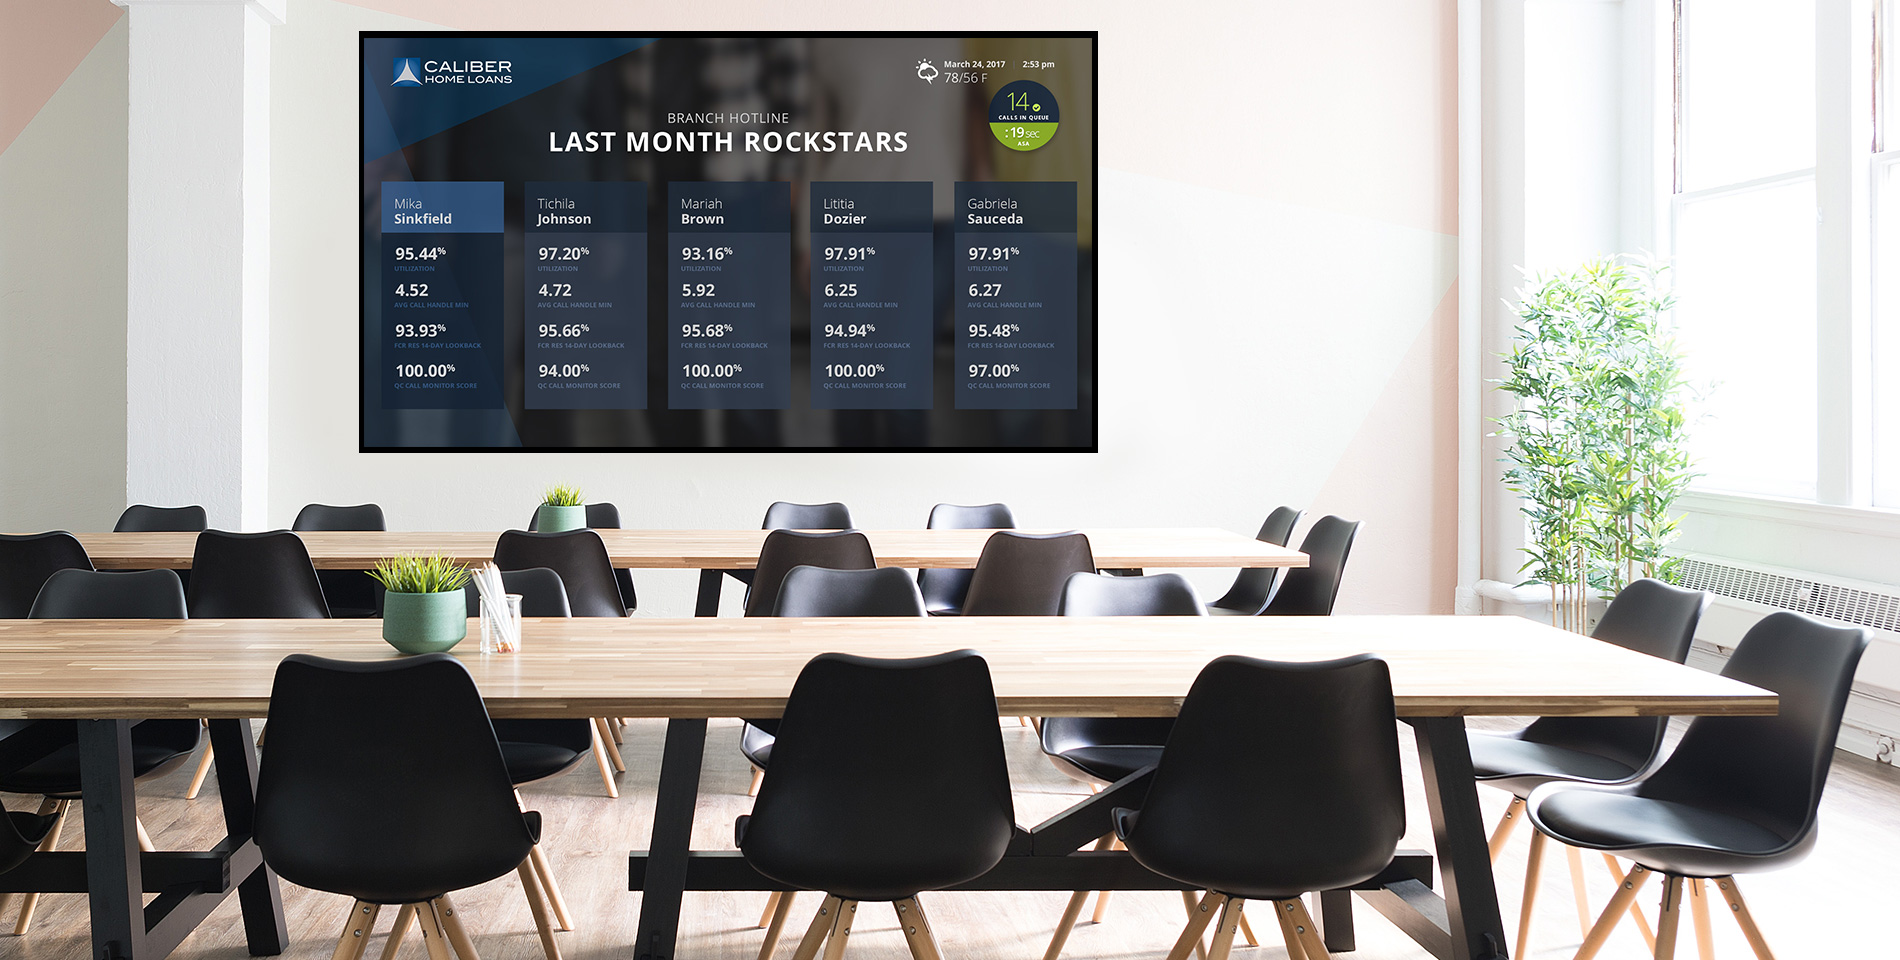 CALIBER
HOME LOANS
March 24, 2017 | 2:53 pm
78/56 F
14
CALLS IN QUEUE
:19 sec
ASA
BRANCH HOTLINE
LAST MONTH ROCKSTARS
Mika
Sinkfield
95.44%
UTILIZATION
4.52
AVG CALL HANDLE MIN
93.93%
FCR RES 14-DAY LOOKBACK
100.00%
QC CALL MONITOR SCORE
Tichila
Johnson
97.20%
UTILIZATION
4.72
AVG CALL HANDLE MIN
95.66%
FCR RES 14-DAY LOOKBACK
94.00%
QC CALL MONITOR SCORE
Mariah
Brown
93.16%
UTILIZATION
5.92
AVG CALL HANDLE MIN
95.68%
FCR RES 14-DAY LOOKBACK
100.00%
QC CALL MONITOR SCORE
Lititia
Dozier
97.91%
UTILIZATION
6.25
AVG CALL HANDLE MIN
94.94%
FCR RES 14-DAY LOOKBACK
100.00%
QC CALL MONITOR SCORE
Gabriela
Sauceda
97.91%
UTILIZATION
6.27
AVG CALL HANDLE MIN
95.48%
FCR RES 14-DAY LOOKBACK
97.00%
QC CALL MONITOR SCORE